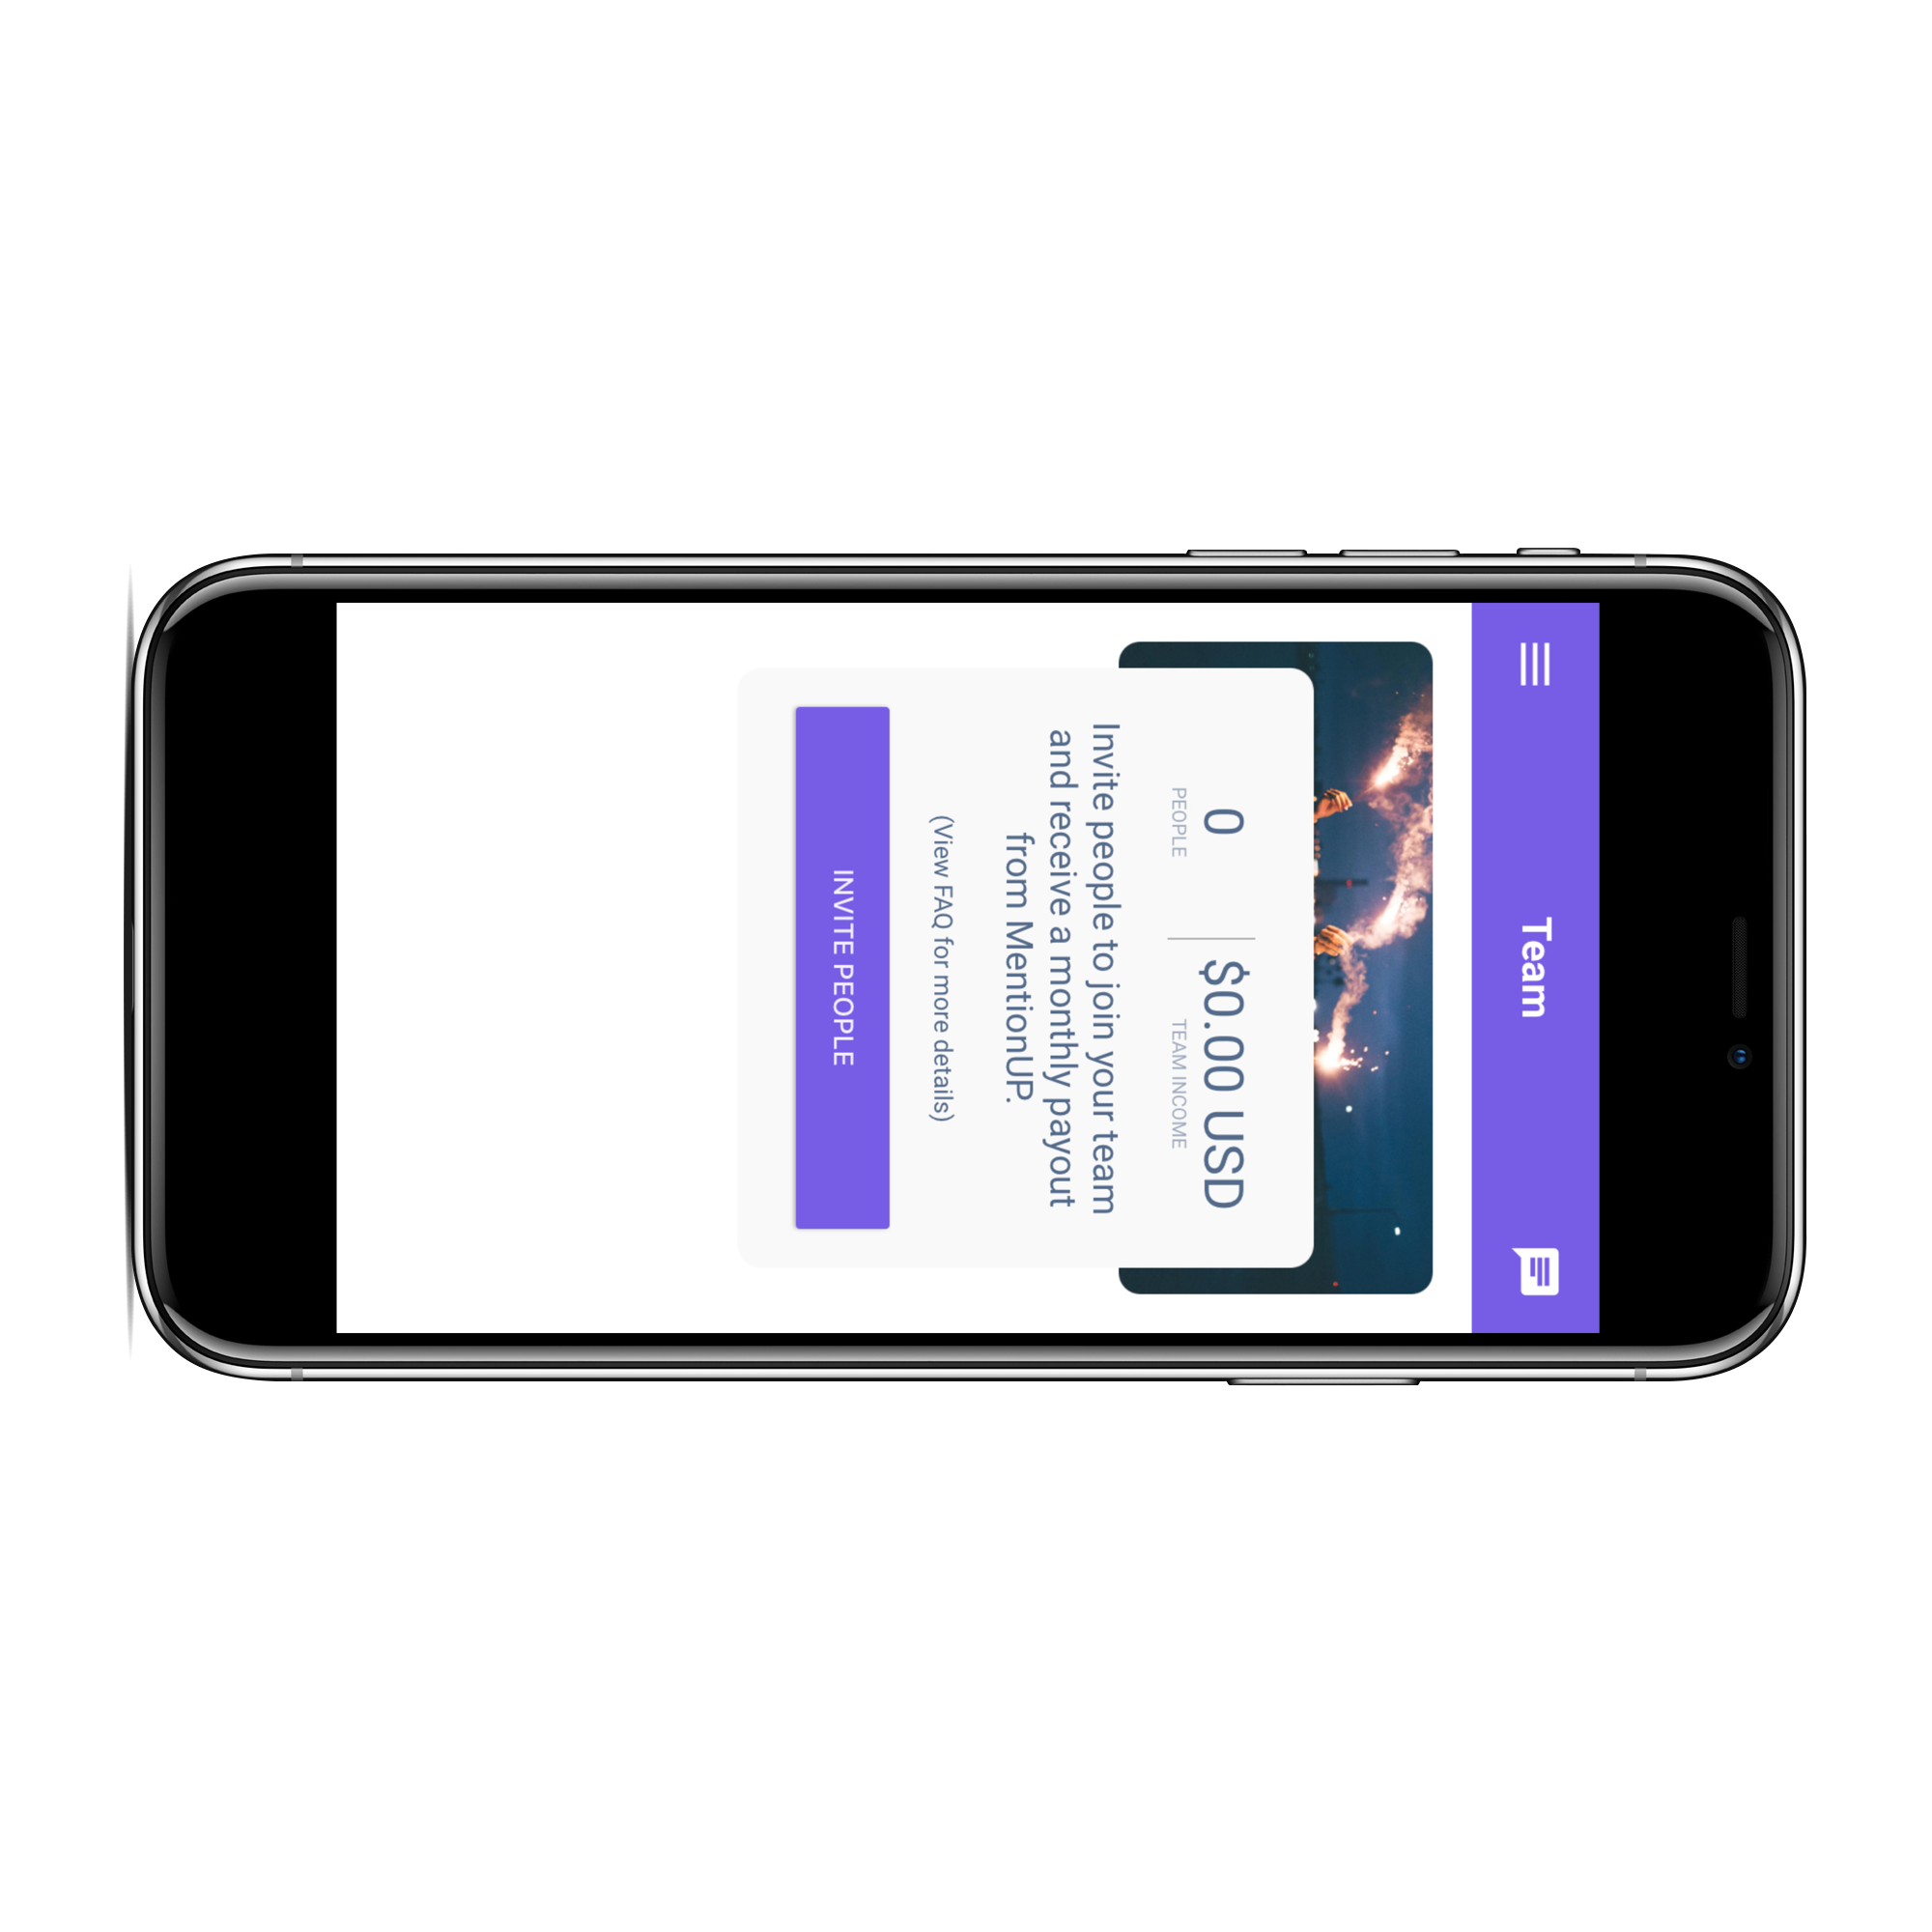 Team
0
$0.00 USD
PEOPLE
TEAM INCOME
Invite people to join your team
and receive a monthly payout
from MentionUP.
(View FAQ for more details)
INVITE PEOPLE